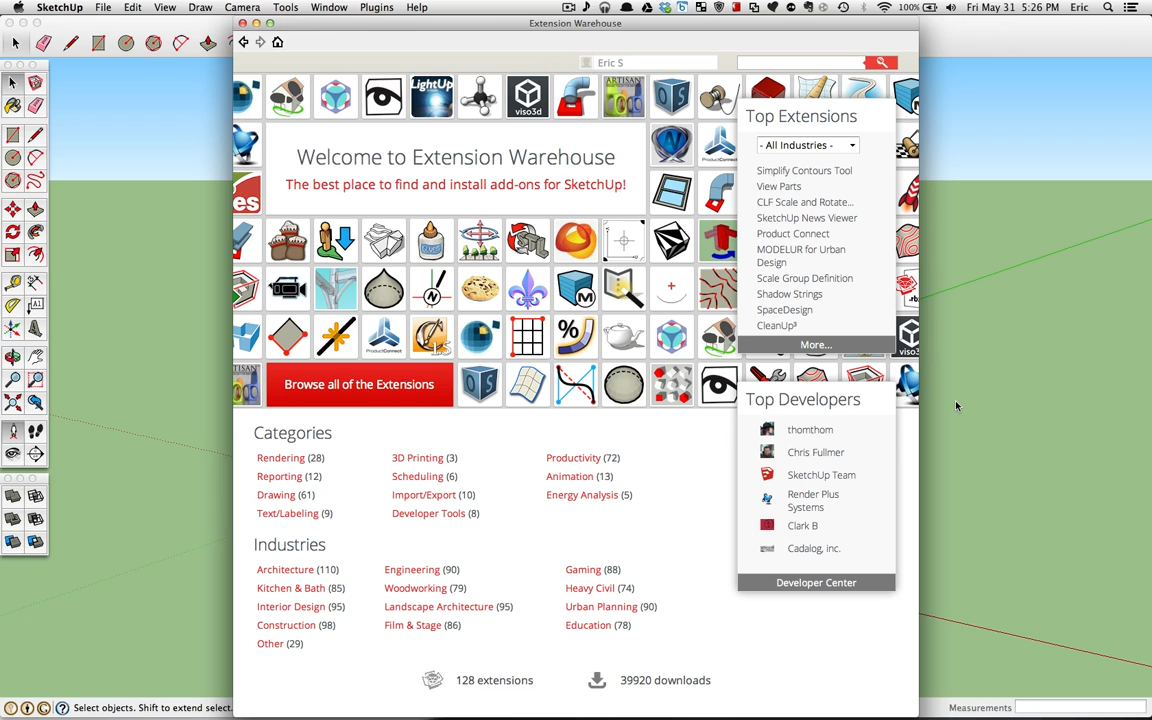 SketchUp File Edit View Draw Camera Tools Window Plugins Help 100% Fri May 31 5:26 PM Eric
Extension Warehouse
Eric S
LightUp
viso3d
ARTISAN
Welcome to Extension Warehouse
The best place to find and install add-ons for SketchUp!
Browse all of the Extensions
Top Extensions
- All Industries -
Simplify Contours Tool
View Parts
CLF Scale and Rotate...
SketchUp News Viewer
Product Connect
MODELUR for Urban
Design
Scale Group Definition
Shadow Strings
SpaceDesign
CleanUp³
More...
Top Developers
thomthom
Chris Fullmer
SketchUp Team
Render Plus
Systems
Clark B
Cadalog, inc.
Developer Center
Categories
Rendering (28) 3D Printing (3) Productivity (72)
Reporting (12) Scheduling (6) Animation (13)
Drawing (61) Import/Export (10) Energy Analysis (5)
Text/Labeling (9) Developer Tools (8)
Industries
Architecture (110) Engineering (90) Gaming (88)
Kitchen & Bath (85) Woodworking (79) Heavy Civil (74)
Interior Design (95) Landscape Architecture (95) Urban Planning (90)
Construction (98) Film & Stage (86) Education (78)
Other (29)
128 extensions 39920 downloads
Select objects. Shift to extend select. Measurements